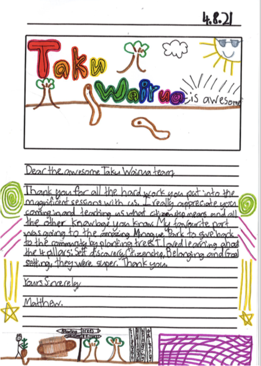 4.8.21
Taku
Wairua is awesome
Dear the awesome Taku Wairua team,
Thank you for all the hard work you put into the
magnificent sessions with us. I really appreciate you
coming in and teaching us what citizenship means and all
the other knowledge you know. My favourite part
was going to the amazing Park to give back
to the community by planting trees. I loved learning about
the 4 pillars: Self discovery, Citizenship, Belonging and Goal
setting, they were super. Thank you.
Yours Sincerely
Matthew.